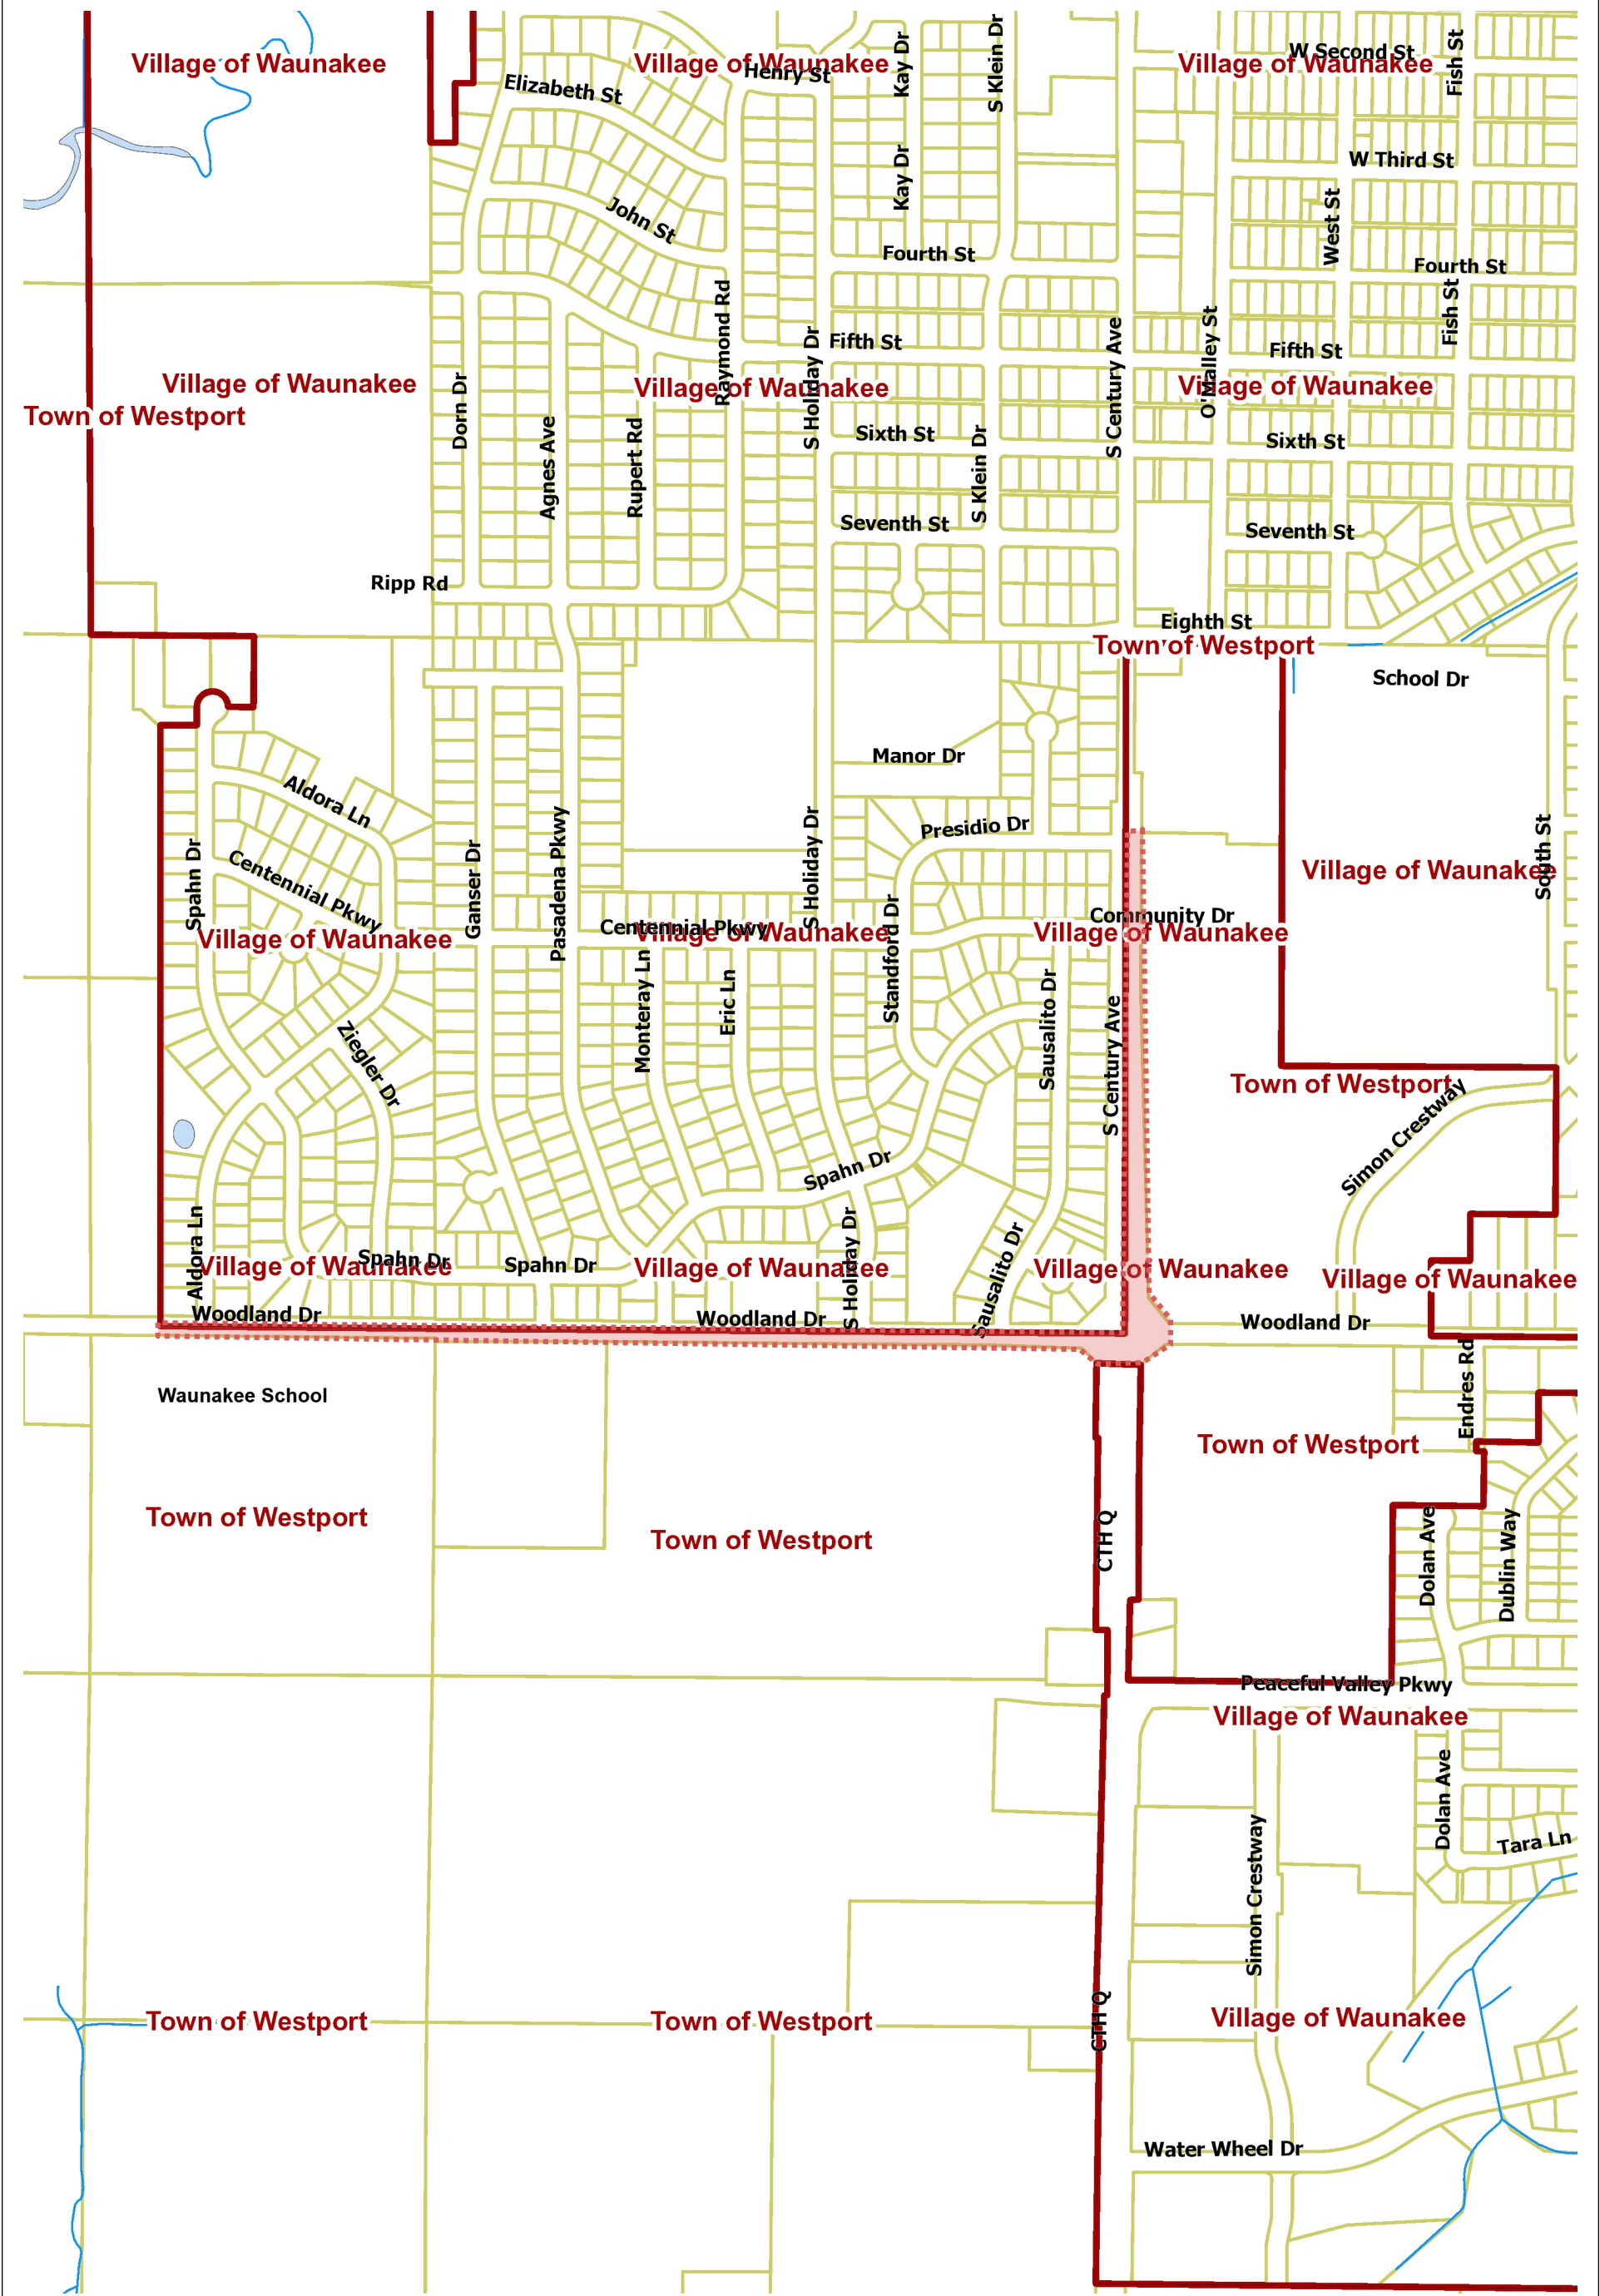 W Second St
Fish St
Village of Waunakee
Village of Waunakee
Village of Waunakee
Henry St
Kay Dr
S Klein Dr
Elizabeth St
W Third St
Kay Dr
John St
West St
Fourth St
Fourth St
Fish St
Raymond Rd
Fifth St
Fifth St
S Holiday Dr
S Century Ave
O'Malley St
Village of Waunakee
Village of Waunakee
Village of Waunakee
Town of Westport
Dorn Dr
Agnes Ave
Rupert Rd
Sixth St
Sixth St
S Klein Dr
Seventh St
Seventh St
Ripp Rd
Eighth St
Town of Westport
School Dr
Manor Dr
Aldora Ln
Presidio Dr
Spahn Dr
Centennial Pkwy
Ganser Dr
Pasadena Pkwy
S Holiday Dr
South St
Village of Waunakee
Standford Dr
Community Dr
Centennial Pkwy
Village of Waunakee
Village of Waunakee
Village of Waunakee
Monteray Ln
Eric Ln
Sausalito Dr
S Century Ave
Ziegler Dr
Town of Westport
Simon Crestway
Spahn Dr
Aldora Ln
S Holiday Dr
Sausalito Dr
Spahn Dr
Spahn Dr
Village of Waunakee
Village of Waunakee
Village of Waunakee
Village of Waunakee
Woodland Dr
Woodland Dr
Woodland Dr
Endres Rd
Waunakee School
Town of Westport
Town of Westport
Town of Westport
CTH Q
Dolan Ave
Dublin Way
Peaceful Valley Pkwy
Village of Waunakee
Dolan Ave
Tara Ln
Simon Crestway
CTH Q
Town of Westport
Town of Westport
Village of Waunakee
Water Wheel Dr